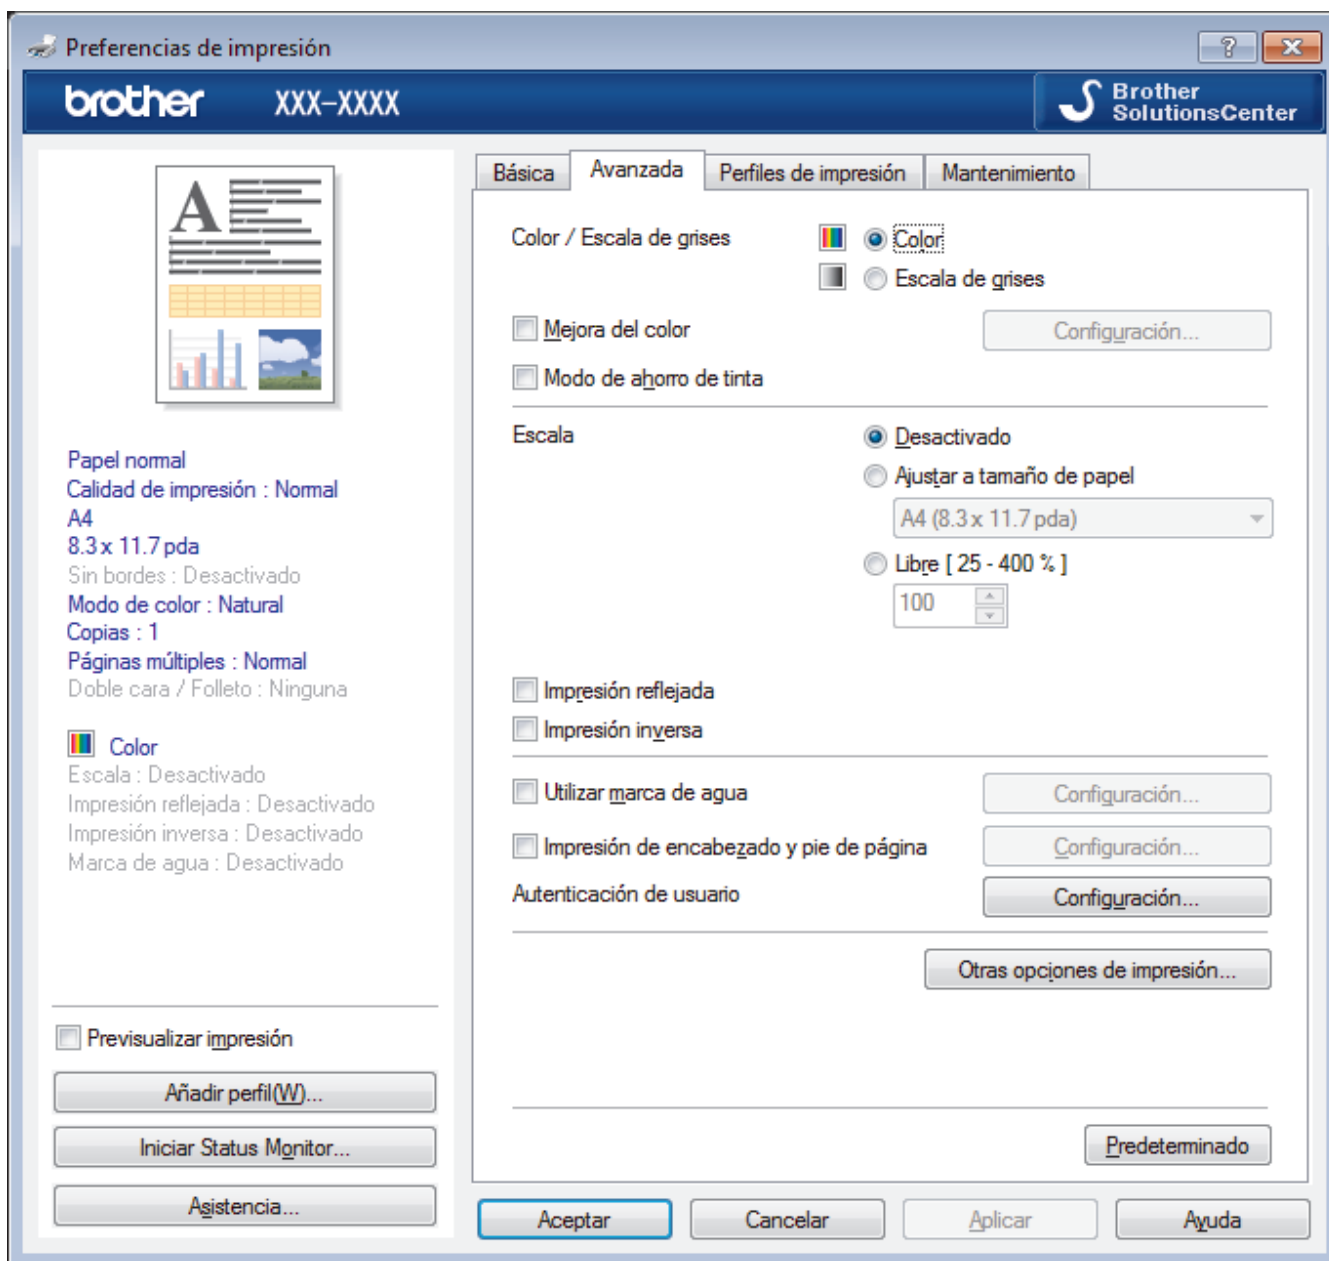 Preferencias de impresión
brother XXX-XXXX
Brother
SolutionsCenter
A
Papel normal
Calidad de impresión : Normal
A4
8.3 x 11.7 pda
Sin bordes : Desactivado
Modo de color : Natural
Copias : 1
Páginas múltiples : Normal
Doble cara / Folleto : Ninguna
Color
Escala : Desactivado
Impresión reflejada : Desactivado
Impresión inversa : Desactivado
Marca de agua : Desactivado
Previsualizar impresión
Añadir perfil(W)...
Iniciar Status Monitor...
Asistencia...
Básica Avanzada Perfiles de impresión Mantenimiento
Color / Escala de grises Color
Escala de grises
Mejora del color Configuración...
Modo de ahorro de tinta
Escala Desactivado
Ajustar a tamaño de papel
A4 (8.3 x 11.7 pda)
Libre [ 25 - 400 % ]
100
Impresión reflejada
Impresión inversa
Utilizar marca de agua Configuración...
Impresión de encabezado y pie de página Configuración...
Autenticación de usuario Configuración...
Otras opciones de impresión...
Predeterminado
Aceptar Cancelar Aplicar Ayuda